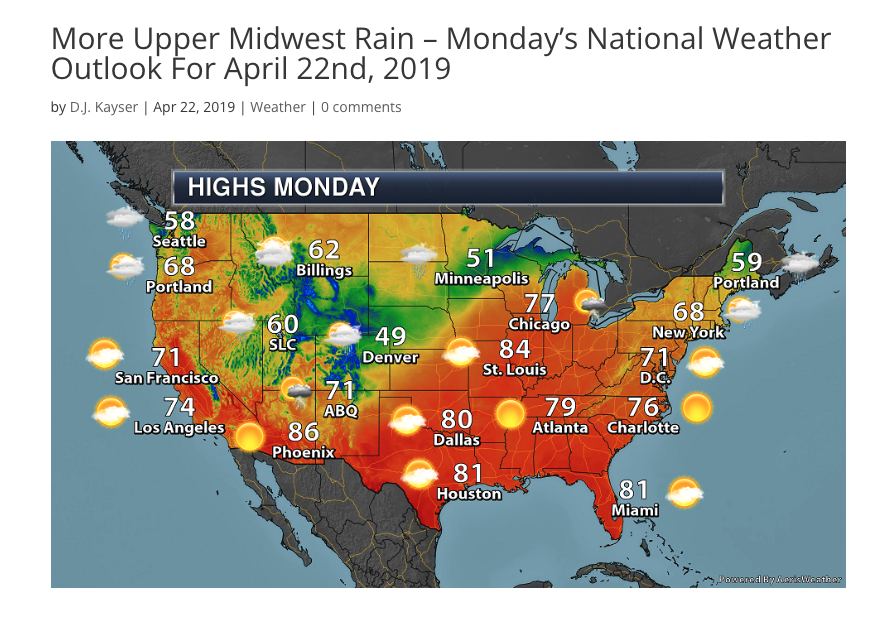 More Upper Midwest Rain – Monday’s National Weather
Outlook For April 22nd, 2019
by D.J. Kayser | Apr 22, 2019 | Weather | 0 comments
HIGHS MONDAY
58
Seattle
68
Portland
62
Billings
51
Minneapolis
59
Portland
77
Chicago
68
New York
60
SLC
49
Denver
84
St. Louis
71
D.C.
71
San Francisco
71
ABQ
74
Los Angeles
86
Phoenix
80
Dallas
79
Atlanta
76
Charlotte
81
Houston
81
Miami
Powered By AerisWeather